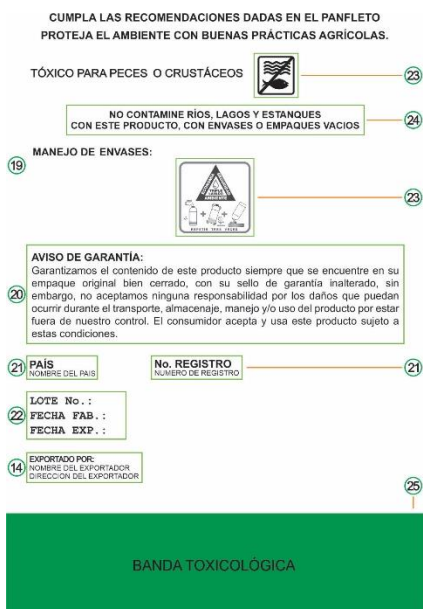 CUMPLA LAS RECOMENDACIONES DADAS EN EL PANFLETO
PROTEJA EL AMBIENTE CON BUENAS PRÁCTICAS AGRÍCOLAS.
TÓXICO PARA PECES O CRUSTÁCEOS
23
NO CONTAMINE RÍOS, LAGOS Y ESTANQUES
CON ESTE PRODUCTO, CON ENVASES O EMPAQUES VACIOS
24
19
MANEJO DE ENVASES:
TRIPLE
LAVADO
AMBIENTE
23
AVISO DE GARANTÍA:
20
Garantizamos el contenido de este producto siempre que se encuentre en su
empaque original bien cerrado, con su sello de garantía inalterado, sin
embargo, no aceptamos ninguna responsabilidad por los daños que puedan
ocurrir durante el transporte, almacenaje, manejo y/o uso del producto por estar
fuera de nuestro control. El consumidor acepta y usa este producto sujeto a
estas condiciones.
21 PAÍS
NOMBRE DEL PAIS
No. REGISTRO
NUMERO DE REGISTRO
21
LOTE No.:
22 FECHA FAB.:
FECHA EXP.:
14 EXPORTADO POR:
NOMBRE DEL EXPORTADOR
DIRECCION DEL EXPORTADOR
25
BANDA TOXICOLÓGICA